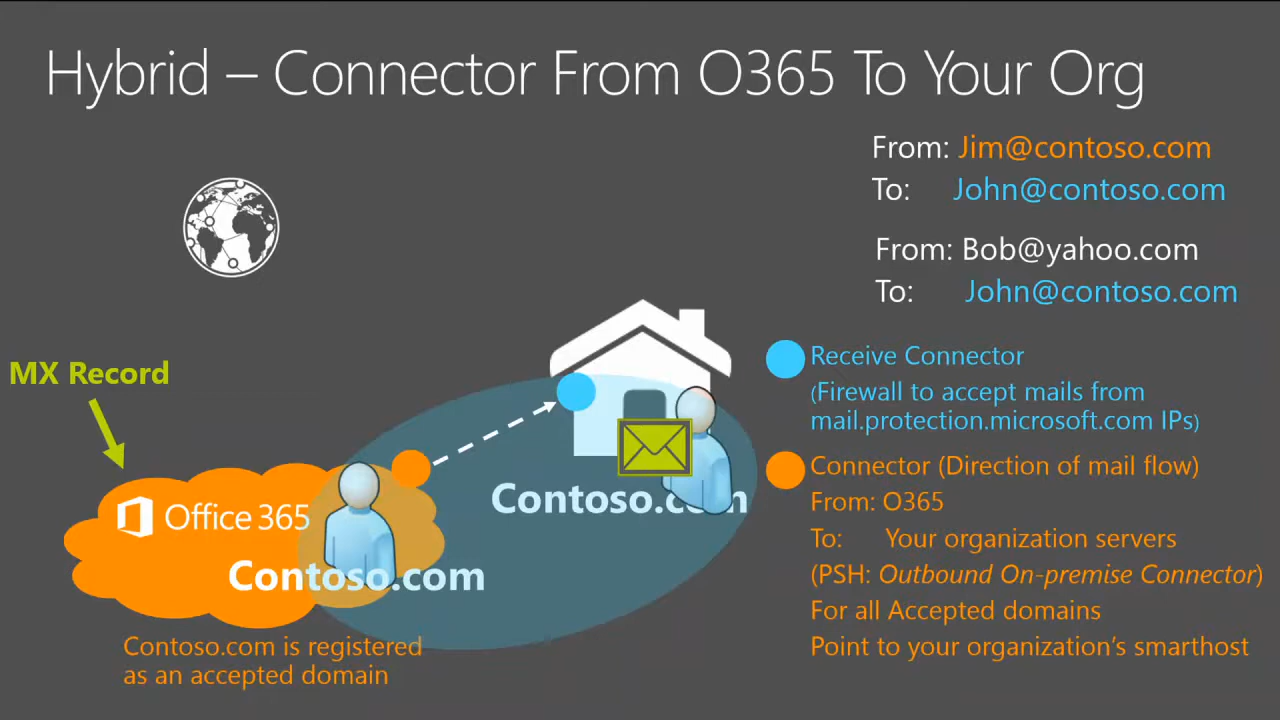 Hybrid – Connector From O365 To Your Org
From: Jim@contoso.com
To: John@contoso.com
From: Bob@yahoo.com
To: John@contoso.com
MX Record
Receive Connector
(Firewall to accept mails from
mail.protection.microsoft.com IPs)
Connector (Direction of mail flow)
From: O365
To: Your organization servers
(PSH: Outbound On-premise Connector)
For all Accepted domains
Point to your organization's smarthost
Contoso.com
Office 365
Contoso.com
Contoso.com is registered
as an accepted domain